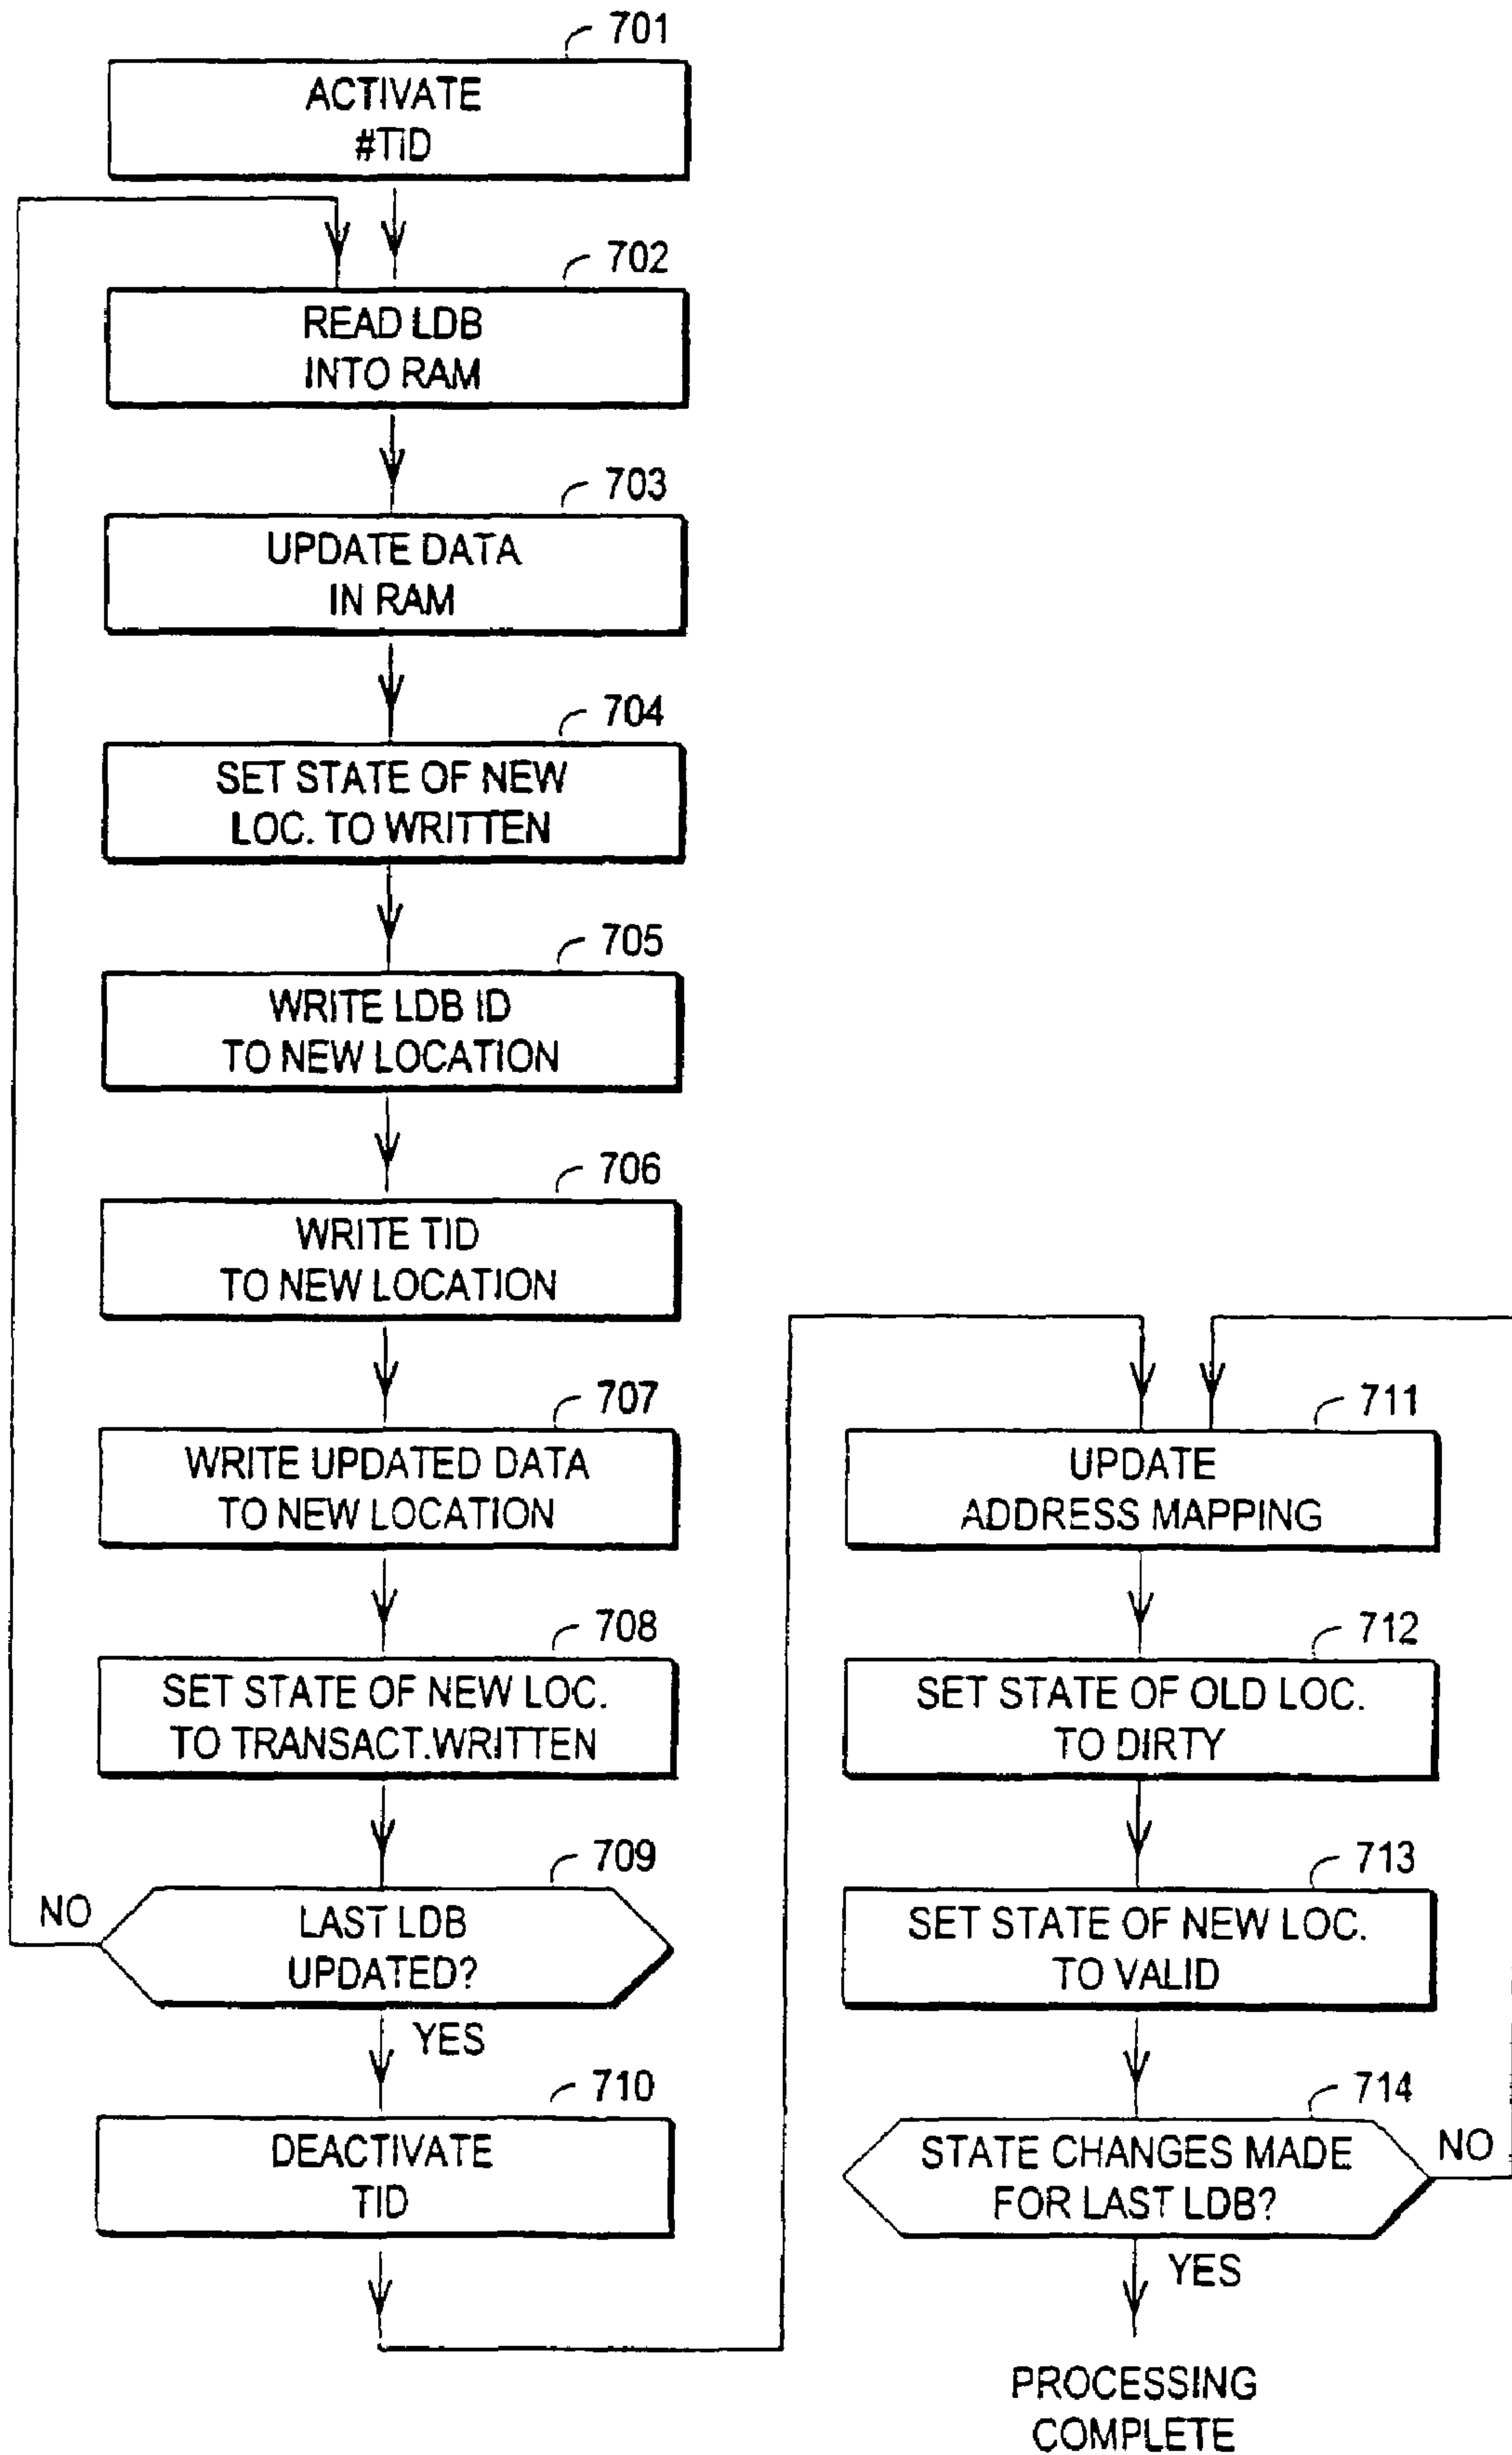 701
ACTIVATE
#TID
702
READ LDB
INTO RAM
703
UPDATE DATA
IN RAM
704
SET STATE OF NEW
LOC. TO WRITTEN
705
WRITE LDB ID
TO NEW LOCATION
706
WRITE TID
TO NEW LOCATION
707
WRITE UPDATED DATA
TO NEW LOCATION
708
SET STATE OF NEW LOC.
TO TRANSACT.WRITTEN
709
NO
LAST LDB
UPDATED?
YES
710
DEACTIVATE
TID
711
UPDATE
ADDRESS MAPPING
712
SET STATE OF OLD LOC.
TO DIRTY
713
SET STATE OF NEW LOC.
TO VALID
714
STATE CHANGES MADE
FOR LAST LDB?
NO
YES
PROCESSING
COMPLETE